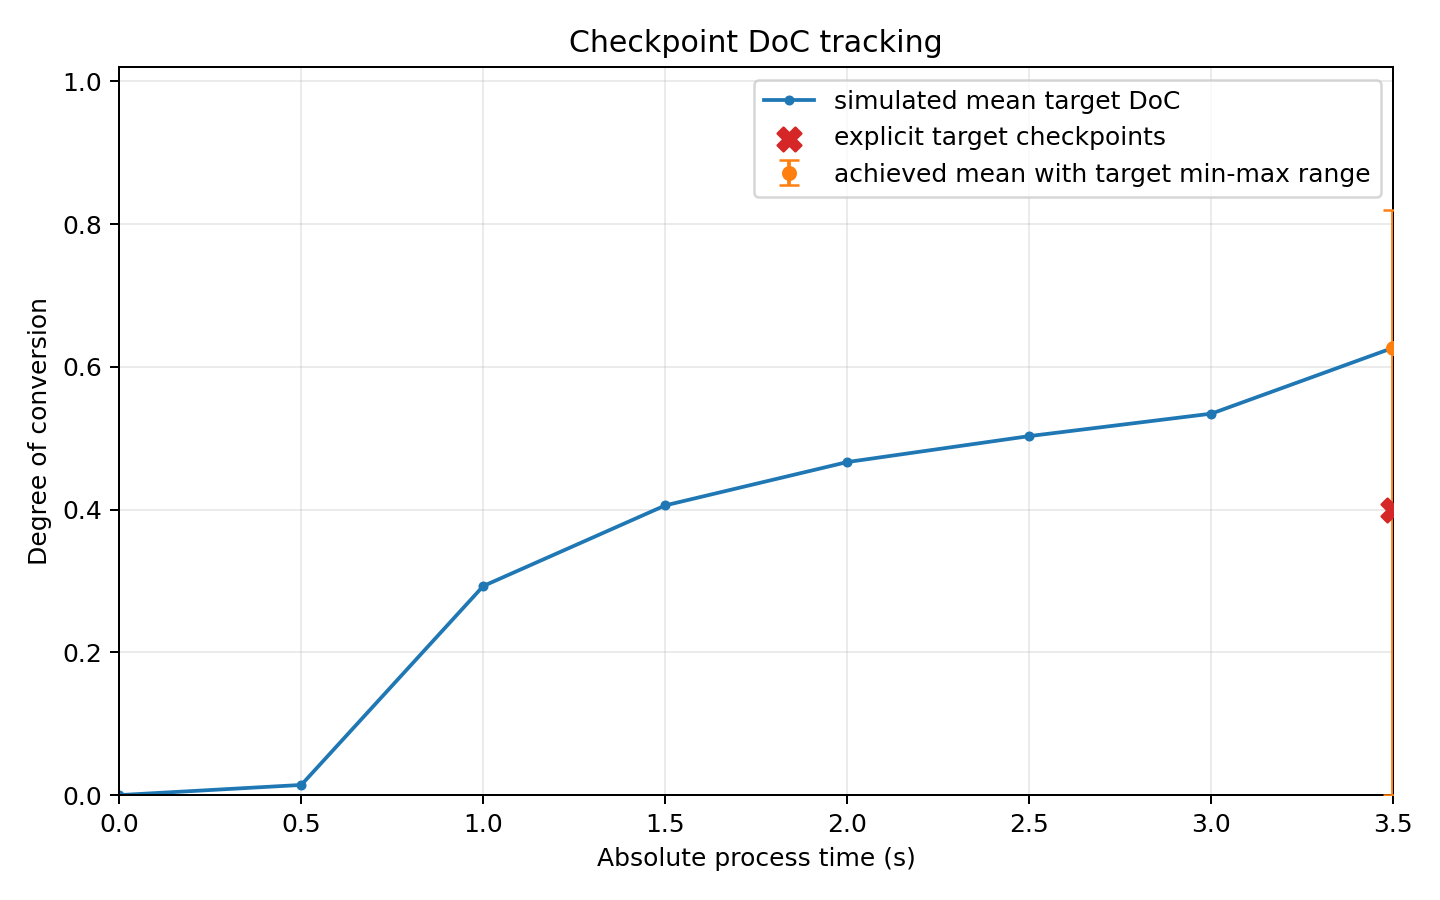 Checkpoint DoC tracking
1.0
0.8
0.6
0.4
0.2
0.0
Degree of conversion
simulated mean target DoC
explicit target checkpoints
achieved mean with target min-max range
0.0 0.5 1.0 1.5 2.0 2.5 3.0 3.5
Absolute process time (s)